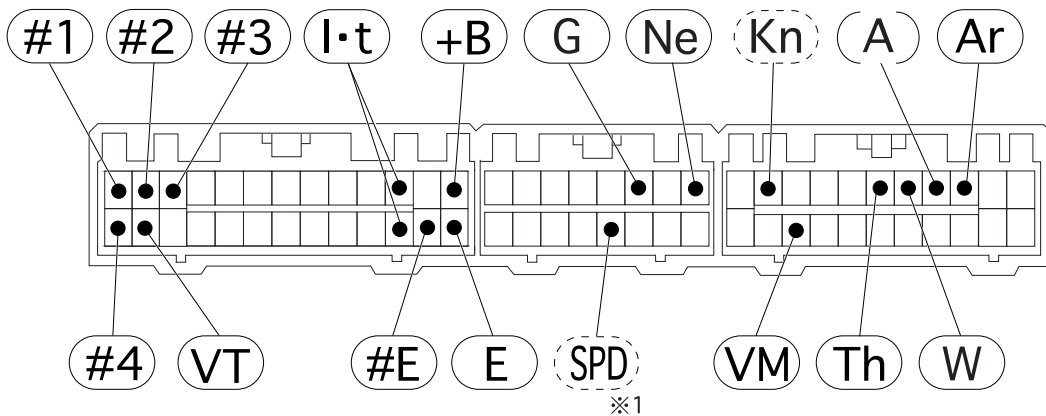 #1 #2 #3 I・t +B G Ne Kn A Ar
#4 VT #E E SPD VM Th W
※1